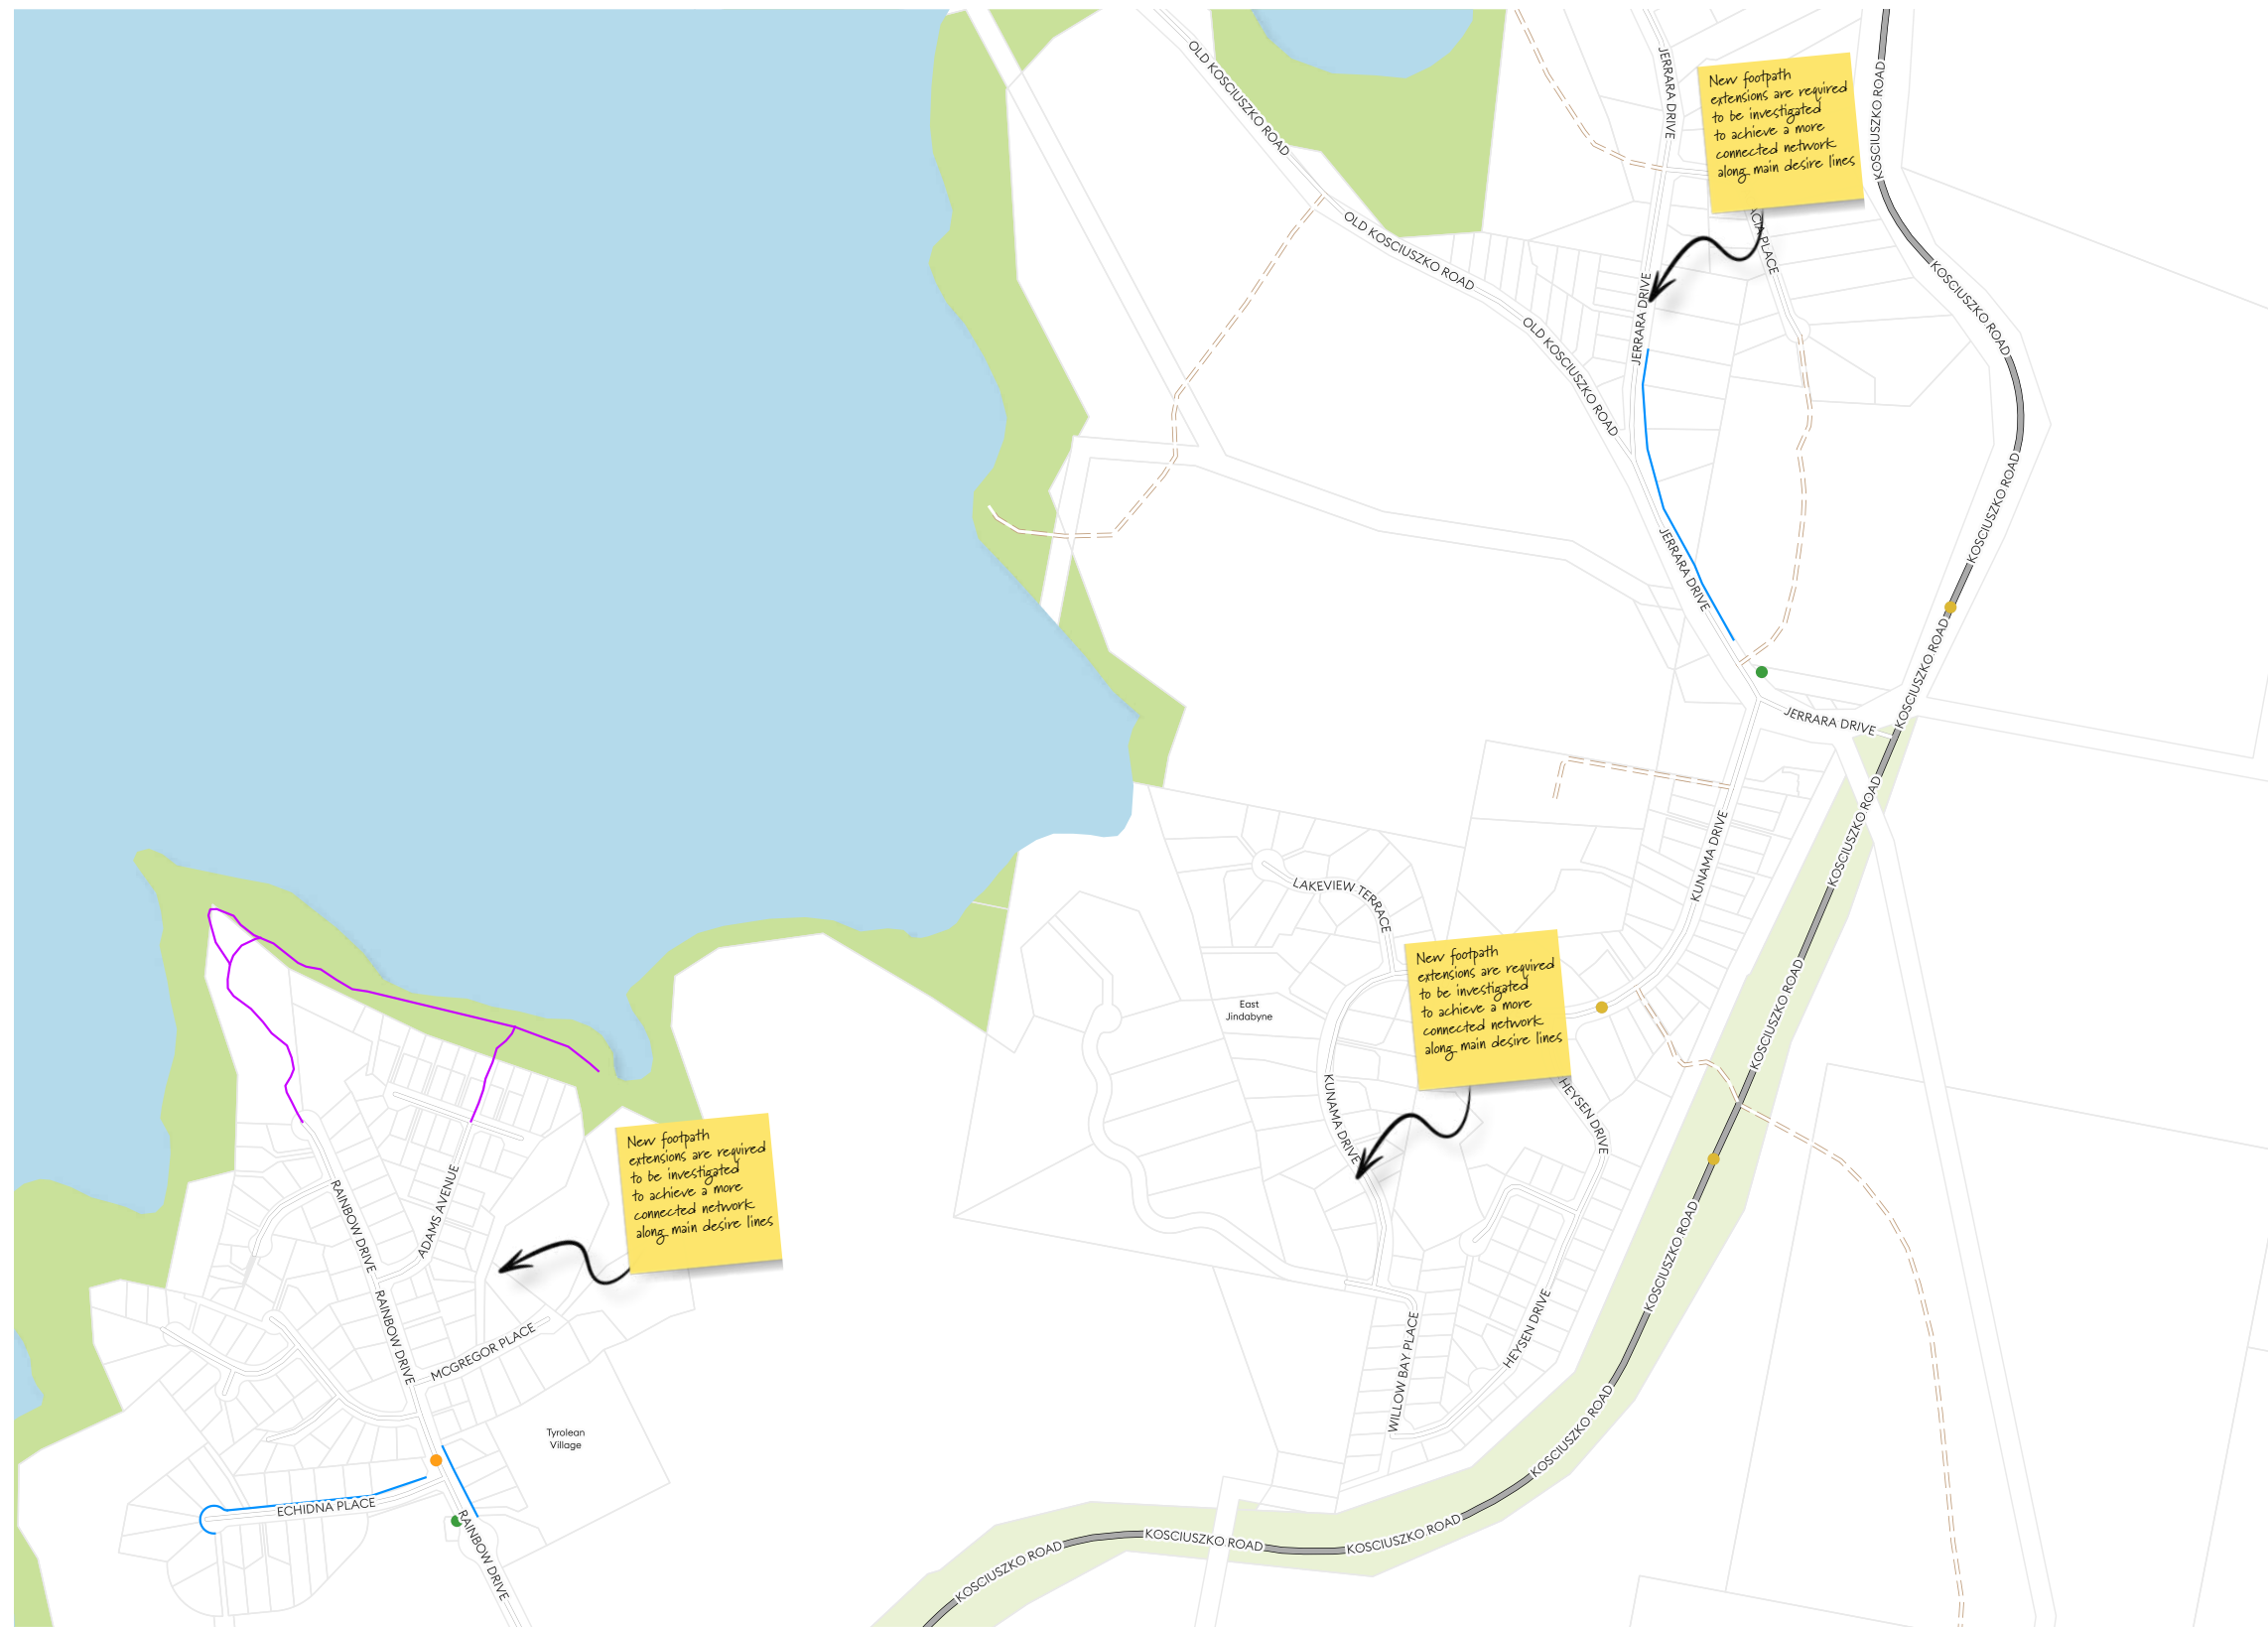 OLD KOSCIUSZKO ROAD
JERRARA DRIVE
KOSCIUSZKO ROAD
New footpath
extensions are required
to be investigated
to achieve a more
connected network
along main desire lines
PLACE
OLD KOSCIUSZKO ROAD
KOSCIUSZKO ROAD
JERRARA DRIVE
OLD KOSCIUSZKO ROAD
KOSCIUSZKO ROAD
JERRARA DRIVE
KOSCIUSZKO ROAD
JERRARA DRIVE
KOSCIUSZKO ROAD
KUNAMA DRIVE
LAKEVIEW TERRACE
New footpath
extensions are required
to be investigated
to achieve a more
connected network
along main desire lines
KOSCIUSZKO ROAD
East
Jindabyne
KUNAMA DRIVE
HEYSEN DRIVE
New footpath
extensions are required
to be investigated
to achieve a more
connected network
along main desire lines
RAINBOW DRIVE
ADAMS AVENUE
KOSCIUSZKO ROAD
RAINBOW DRIVE
MCGREGOR PLACE
WILLOW BAY PLACE
HEYSEN DRIVE
KOSCIUSZKO ROAD
Tyrolean
Village
ECHIDNA PLACE
RAINBOW DRIVE
KOSCIUSZKO ROAD
KOSCIUSZKO ROAD
KOSCIUSZKO ROAD